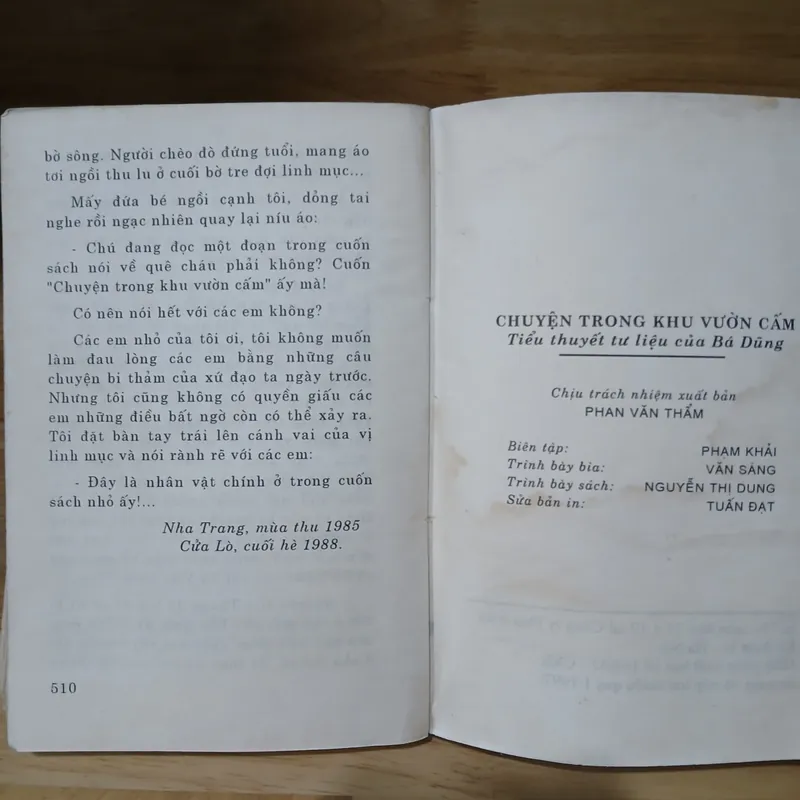 bờ sông. Người chèo đò đứng tuổi, mang áo
tơi ngồi thu lu ở cuối bờ tre đợi linh mục...
Mấy đứa bé ngồi cạnh tôi, dỏng tai
nghe rồi ngạc nhiên quay lại níu áo:
- Chú đang đọc một đoạn trong cuốn
sách nói về quê cháu phải không? Cuốn
"Chuyện trong khu vườn cấm" ấy mà!
Có nên nói hết với các em không?
Các em nhỏ của tôi ơi, tôi không muốn
làm đau lòng các em bằng những câu
chuyện bi thảm của xứ đạo ta ngày trước.
Nhưng tôi cũng không có quyền giấu các
em những điều bất ngờ còn có thể xảy ra.
Tôi đặt bàn tay trái lên cánh vai của vị
linh mục và nói rành rẽ với các em:
- Đây là nhân vật chính ở trong cuốn
sách nhỏ ấy!...
Nha Trang, mùa thu 1985
Cửa Lò, cuối hè 1988.
510
CHUYỆN TRONG KHU VƯỜN CẤM
Tiểu thuyết tư liệu của Bá Dũng
Chịu trách nhiệm xuất bản
PHAN VĂN THẨM
Biên tập: PHẠM KHẢI
Trình bày bìa: VĂN SÁNG
Trình bày sách: NGUYỄN THỊ DUNG
Sửa bản in: TUẤN ĐẠT